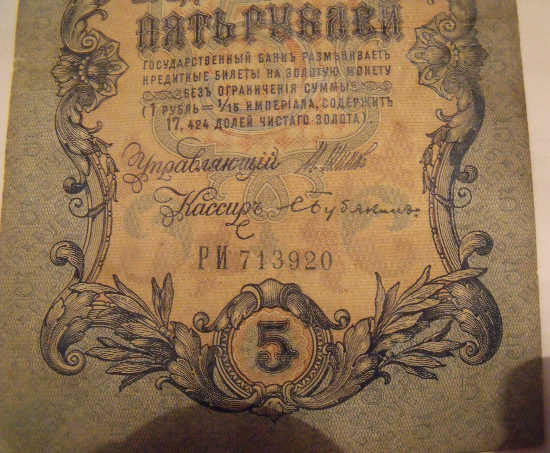 ПЯТЬ РУБЛЕЙ
ГОСУДАРСТВЕННЫЙ БАНКЪ РАЗМѢНИВАЕТЪ
КРЕДИТНЫЕ БИЛЕТЫ НА ЗОЛОТУЮ МОНЕТУ
БЕЗЪ ОГРАНИЧЕНІЯ СУММЫ
(1 РУБЛЬ = 1/15 ИМПЕРІАЛА, СОДЕРЖИТЪ
17,424 ДОЛЕЙ ЧИСТАГО ЗОЛОТА).
Управляющій
Кассиръ
РИ 713920
5